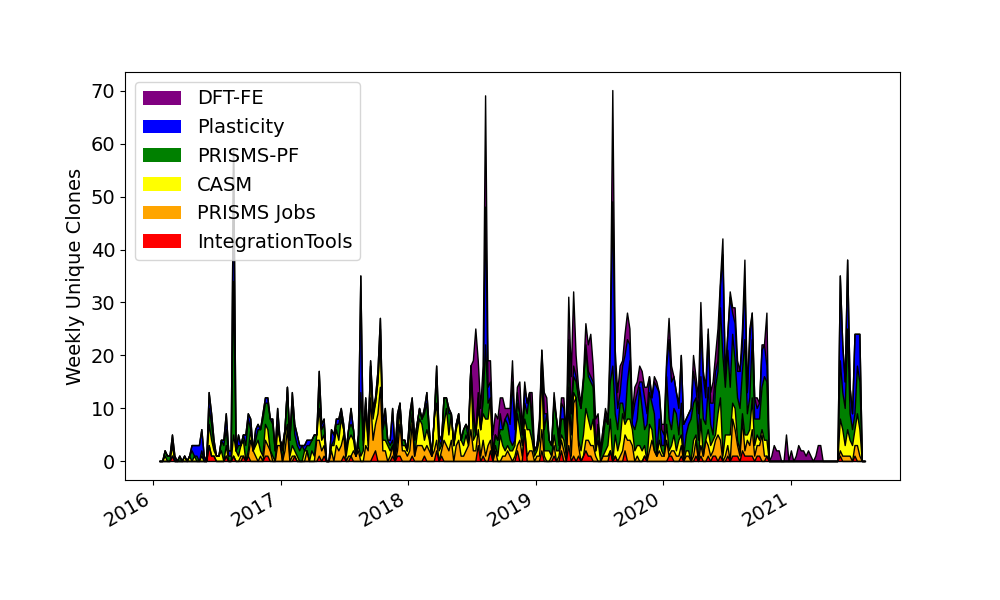 Weekly Unique Clones
70
60
50
40
30
20
10
0
DFT-FE
Plasticity
PRISMS-PF
CASM
PRISMS Jobs
IntegrationTools
2016
2017
2018
2019
2020
2021